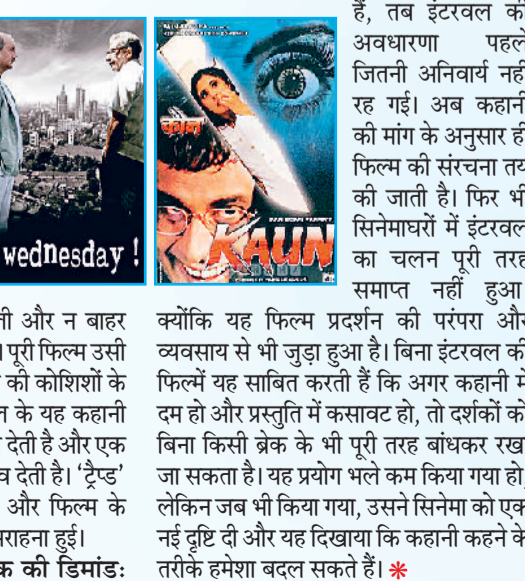 wednesday !
कौन
KAUN
ती और न बाहर
। पूरी फिल्म उसी
की कोशिशों के
न के यह कहानी
देती है और एक
व देती है। ‘ट्रैप्ड’
और फिल्म के
सराहना हुई।
क की डिमांडः
हैं, तब इंटरवल की
अवधारणा पहले
जितनी अनिवार्य नहीं
रह गई। अब कहानी
की मांग के अनुसार ही
फिल्म की संरचना तय
की जाती है। फिर भी
सिनेमाघरों में इंटरवल
का चलन पूरी तरह
समाप्त नहीं हुआ
क्योंकि यह फिल्म प्रदर्शन की परंपरा और
व्यवसाय से भी जुड़ा हुआ है। बिना इंटरवल की
फिल्में यह साबित करती हैं कि अगर कहानी में
दम हो और प्रस्तुति में कसावट हो, तो दर्शकों को
बिना किसी ब्रेक के भी पूरी तरह बांधकर रखा
जा सकता है। यह प्रयोग भले कम किया गया हो,
लेकिन जब भी किया गया, उसने सिनेमा को एक
नई दृष्टि दी और यह दिखाया कि कहानी कहने के
तरीके हमेशा बदल सकते हैं।